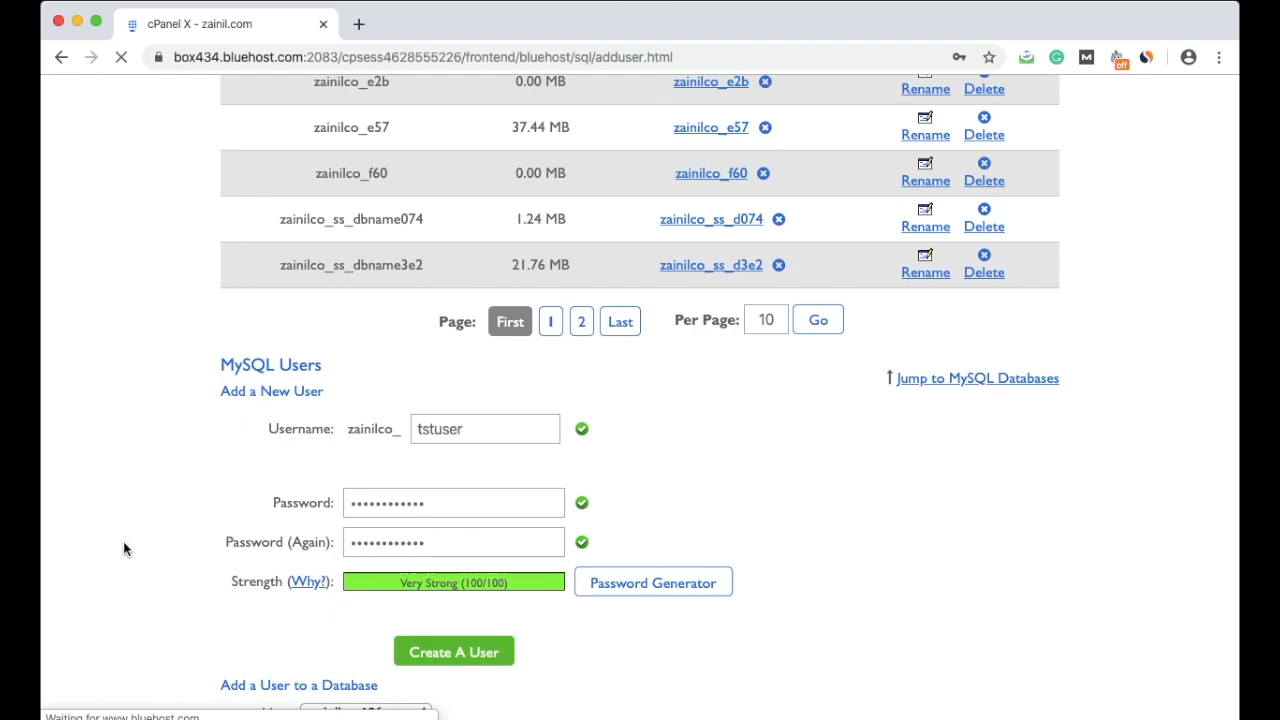 cPanel X - zainil.com
box434.bluehost.com:2083/cpsess4628555226/frontend/bluehost/sql/adduser.html
off
zainilco_e2b 0.00 MB zainilco_e2b Rename Delete
zainilco_e57 37.44 MB zainilco_e57 Rename Delete
zainilco_f60 0.00 MB zainilco_f60 Rename Delete
zainilco_ss_dbname074 1.24 MB zainilco_ss_d074 Rename Delete
zainilco_ss_dbname3e2 21.76 MB zainilco_ss_d3e2 Rename Delete
Page: First 1 2 Last Per Page: 10 Go
MySQL Users
Jump to MySQL Databases
Add a New User
Username: zainilco_ tstuser
Password: ••••••••••••
Password (Again): ••••••••••••
Strength (Why?): Very Strong (100/100) Password Generator
Create A User
Add a User to a Database
Waiting for www.bluehost.com